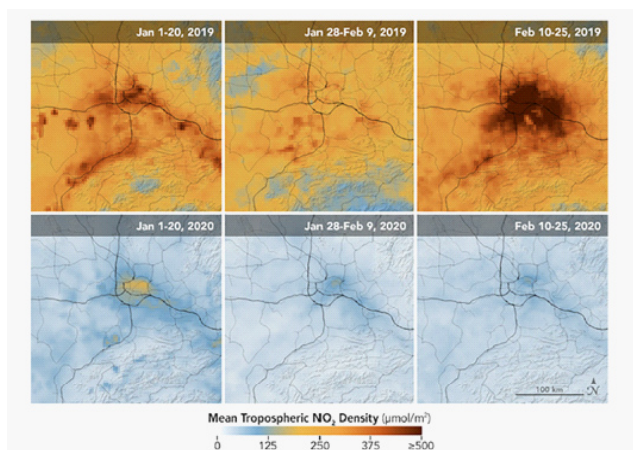 Jan 1-20, 2019
Jan 28-Feb 9, 2019
Feb 10-25, 2019
Jan 1-20, 2020
Jan 28-Feb 9, 2020
Feb 10-25, 2020
100 km
N
Mean Tropospheric NO₂ Density (µmol/m²)
0 125 250 375 ≥500